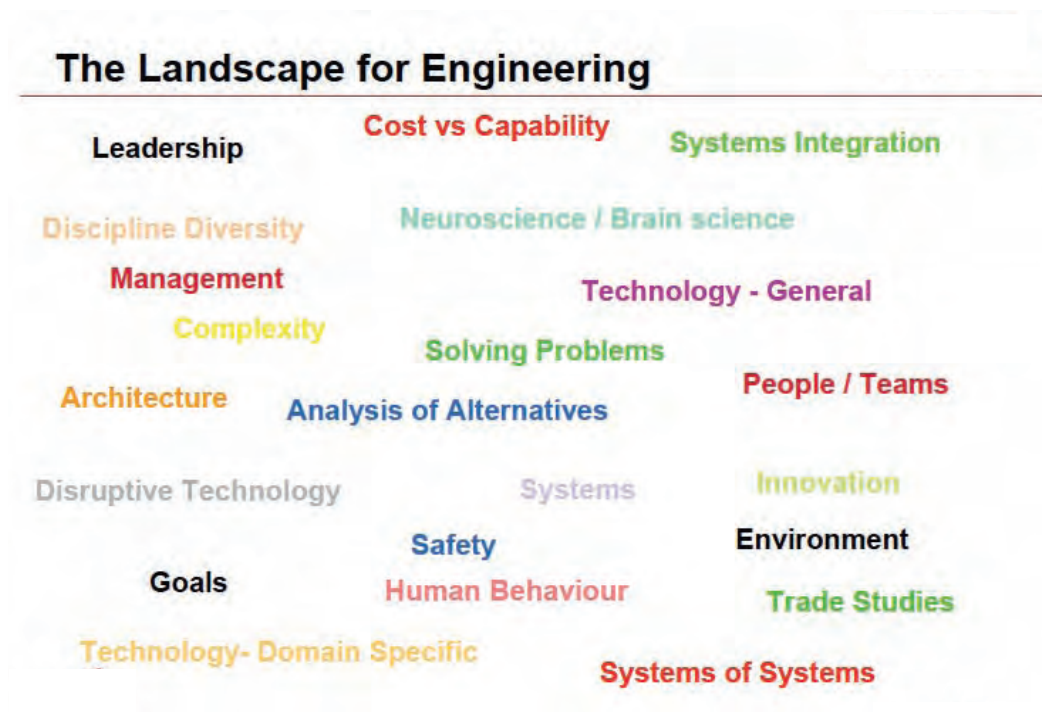 The Landscape for Engineering
Cost vs Capability
Leadership
Systems Integration
Discipline Diversity
Neuroscience / Brain science
Management
Technology - General
Complexity
Solving Problems
People / Teams
Architecture
Analysis of Alternatives
Disruptive Technology
Systems
Innovation
Safety
Environment
Goals
Human Behaviour
Trade Studies
Technology- Domain Specific
Systems of Systems